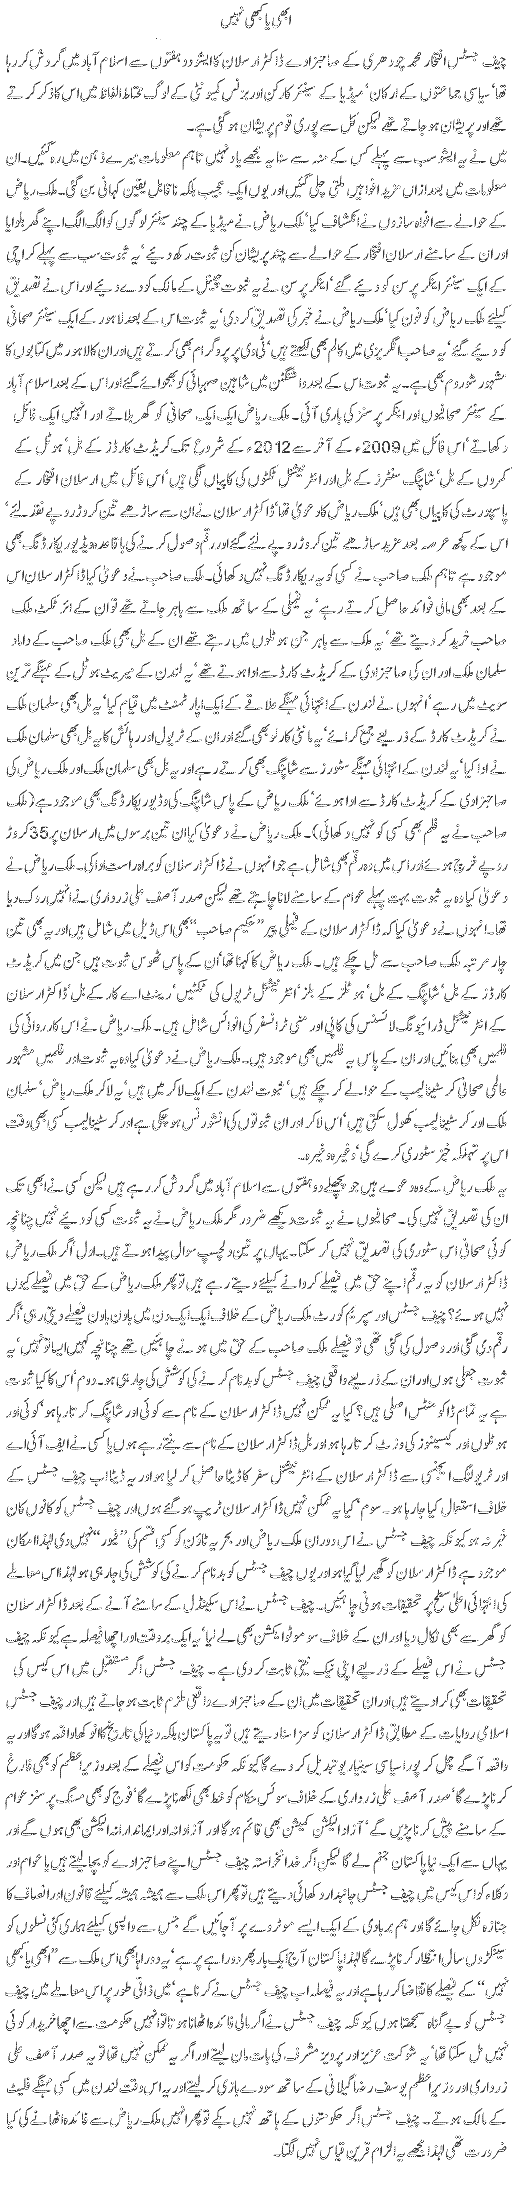 ابھی یا کبھی نہیں
چیف جسٹس افتخار محمد چودھری کے صاحبزادے ڈاکٹر ارسلان کا ایشو دو ہفتوں سے اسلام آباد میں گردش کر رہا
تھا‘ سیاسی جماعتوں کے ارکان‘ میڈیا کے سینئر کارکن اور بزنس کمیونٹی کے لوگ محتاط الفاظ میں اس کا ذکر کرتے
تھے اور پریشان ہو جاتے تھے لیکن کل سے پوری قوم پریشان ہو گئی ہے۔
میں نے یہ ایشو سب سے پہلے کس کے منہ سے سنا یہ مجھے یاد نہیں تاہم معلومات میرے ذہن میں رہ گئیں۔ ان
معلومات میں بعد ازاں مزید افواہیں ملتی چلی گئیں اور یوں ایک عجیب بلکہ ناقابل یقین کہانی بن گئی۔ ملک ریاض
کے حوالے سے افواہ سازوں نے انکشاف کیا‘ ملک ریاض نے میڈیا کے چند سینئر لوگوں کو الگ الگ اپنے گھر بلوایا
اور ان کے سامنے ارسلان افتخار کے حوالے سے چند پریشان کن ثبوت رکھ دیئے‘ یہ ثبوت سب سے پہلے کراچی
کے ایک سینئر اینکر پرسن کو دیئے گئے‘ اینکر پرسن نے یہ ثبوت چینل کے مالک کو دے دیئے اور اس نے تصدیق
کیلئے ملک ریاض کو فون کیا‘ ملک ریاض نے خبر کی تصدیق کر دی‘ یہ ثبوت اس کے بعد لاہور کے ایک سینئر صحافی
کو دیئے گئے‘ یہ صاحب انگریزی میں کالم بھی لکھتے ہیں‘ ٹی وی پر پروگرام بھی کرتے ہیں اور ان کا لاہور میں کتابوں کا
مشہور شوروم بھی ہے۔ یہ ثبوت اس کے بعد واشنگٹن میں شاہین صہبائی کو بھجوائے گئے اور اس کے بعد اسلام آباد
کے سینئر صحافیوں اور اینکر پرسنز کی باری آئی۔ ملک ریاض ایک ایک صحافی کو گھر بلاتے اور انہیں ایک فائل
دکھاتے‘ اس فائل میں 2009ء کے آخر سے 2012ء کے شروع تک کریڈٹ کارڈز کے بل‘ ہوٹل کے
کمروں کے بل‘ شاپنگ سنٹرز کے بل اور انٹرنیشنل ٹکٹوں کی کاپیاں لگی ہیں‘ اس فائل میں ارسلان افتخار کے
پاسپورٹ کی کاپیاں بھی ہیں‘ ملک ریاض کا دعویٰ تھا‘ ڈاکٹر ارسلان نے ان سے ساڑھے تین کروڑ روپے نقد لئے‘
اس کے کچھ عرصہ بعد مزید ساڑھے تین کروڑ روپے لئے گئے اور رقم وصول کرنے کی باقاعدہ ویڈیو ریکارڈنگ بھی
موجود ہے تاہم ملک صاحب نے کسی کو یہ ریکارڈنگ نہیں دکھائی۔ ملک صاحب نے دعویٰ کیا ڈاکٹر ارسلان اس
کے بعد بھی مالی فوائد حاصل کرتے رہے‘ یہ فیملی کے ساتھ ملک سے باہر جاتے تھے تو ان کے ائر ٹکٹ ملک
صاحب خرید کر دیتے تھے‘ یہ ملک سے باہر جن ہوٹلوں میں رہتے تھے ان کے بل بھی ملک صاحب کے داماد
سلمان ملک اور ان کی صاحبزادی کے کریڈٹ کارڈ سے ادا ہوتے تھے‘ یہ لندن کے میریٹ ہوٹل کے مہنگے ترین
سویٹ میں رہے‘ انہوں نے لندن کے انتہائی مہنگے علاقے کے ایک اپارٹمنٹ میں قیام کیا‘ یہ بل بھی سلمان ملک
نے کریڈٹ کارڈ کے ذریعے جمع کرائے‘ یہ مانٹی کارلو بھی گئے اور ان کے ٹریول اور رہائش کا یہ بل بھی سلمان ملک
نے ادا کیا‘ یہ لندن کے انتہائی مہنگے سٹورز سے شاپنگ بھی کرتے رہے اور یہ بل بھی سلمان ملک اور ملک ریاض کی
صاحبزادی کے کریڈٹ کارڈ سے ادا ہوئے‘ ملک ریاض کے پاس شاپنگ کی وڈیو ریکارڈنگ بھی موجود ہے (ملک
صاحب نے یہ فلم بھی کسی کو نہیں دکھائی)۔ ملک ریاض نے دعویٰ کیا ان تین برسوں میں ارسلان پر 35 کروڑ
روپے خرچ ہوئے اور اس میں وہ رقم بھی شامل ہے جو انہوں نے ڈاکٹر ارسلان کو براہ راست ادا کی۔ ملک ریاض نے
دعویٰ کیا وہ یہ ثبوت بہت پہلے عوام کے سامنے لانا چاہتے تھے لیکن صدر آصف علی زرداری نے انہیں روک دیا
تھا۔ انہوں نے دعویٰ کیا کہ ڈاکٹر ارسلان کے فیملی پیر ’’حکیم صاحب‘‘ بھی اس ڈیل میں شامل ہیں اور یہ بھی تین
چار مرتبہ ملک صاحب سے مل چکے ہیں۔ ملک ریاض کا کہنا تھا‘ ان کے پاس ٹھوس ثبوت ہیں جن میں کریڈٹ
کارڈز کے بل‘ شاپنگ کے بل‘ ہوٹلز کے بلز‘ انٹرنیشنل ٹریول کی ٹکٹیں‘ رینٹ اے کار کے بل‘ ڈاکٹر ارسلان
کے انٹرنیشنل ڈرائیونگ لائسنس کی کاپی اور منی ٹرانسفر کی انوائس شامل ہیں۔ ملک ریاض نے اس کارروائی کی
فلمیں بھی بنائیں اور ان کے پاس یہ فلمیں بھی موجود ہیں۔ ملک ریاض نے دعویٰ کیا وہ یہ ثبوت اور فلمیں مشہور
عالمی صحافی کرسٹینا لیمب کے حوالے کر چکے ہیں‘ ثبوت لندن کے ایک لاکر میں ہیں‘ یہ لاکر ملک ریاض‘ سلمان
ملک اور کرسٹینا لیمب کھول سکتی ہیں‘ اس لاکر اور ان ثبوتوں کی انشورنس ہو چکی ہے اور کرسٹینا لیمب کسی بھی وقت
اس پر تہلکہ خیز سٹوری کرے گی‘ وغیرہ وغیرہ۔
یہ ملک ریاض کے وہ دعوے ہیں جو پچھلے دو ہفتوں سے اسلام آباد میں گردش کر رہے ہیں لیکن کسی نے ابھی تک
ان کی تصدیق نہیں کی۔ صحافیوں نے یہ ثبوت دیکھے ضرور مگر ملک ریاض نے یہ ثبوت کسی کو دیئے نہیں چنانچہ
کوئی صحافی اس سٹوری کی تصدیق نہیں کر سکتا۔ یہاں پر تین دلچسپ سوال پیدا ہوتے ہیں۔ اول‘ اگر ملک ریاض
ڈاکٹر ارسلان کو یہ رقم اپنے حق میں فیصلے کروانے کیلئے دیتے رہے ہیں تو پھر ملک ریاض کے حق میں فیصلے کیوں
نہیں ہوئے؟ چیف جسٹس اور سپریم کورٹ ملک ریاض کے خلاف ایک ایک دن میں باون باون فیصلے دیتی رہی‘ اگر
رقم دی گئی اور وصول کی گئی تھی تو فیصلے ملک صاحب کے حق میں ہونے چاہئیں تھے چنانچہ کہیں ایسا تو نہیں‘ یہ
ثبوت جعلی ہوں اور ان کے ذریعے واقعی چیف جسٹس کو بدنام کرنے کی کوشش کی جا رہی ہو۔ دوم‘ اس کا کیا ثبوت
ہے یہ تمام ڈاکومنٹس اصلی ہیں؟ کیا یہ ممکن نہیں ڈاکٹر ارسلان کے نام سے کوئی اور شاپنگ کرتا رہا ہو‘ کوئی اور
ہوٹلوں اور کیسینوز کی وزٹ کرتا رہا ہو اور بل ڈاکٹر ارسلان کے نام سے بنتے رہے ہوں یا کسی نے ایف آئی اے
اور ٹریولنگ ایجنسی سے ڈاکٹر ارسلان کے انٹرنیشنل سفر کا ڈیٹا حاصل کر لیا ہو اور یہ ڈیٹا اب چیف جسٹس کے
خلاف استعمال کیا جا رہا ہو۔ سوم‘ کیا یہ ممکن نہیں ڈاکٹر ارسلان ٹریپ ہو گئے ہوں اور چیف جسٹس کو کانوں کان
خبر نہ ہو کیونکہ چیف جسٹس نے اس دوران ملک ریاض اور بحریہ ٹاؤن کو کسی قسم کی ’’فیور‘‘ نہیں دی لہٰذا امکان
موجود ہے ڈاکٹر ارسلان کو گھیر لیا گیا ہو اور یوں چیف جسٹس کو بدنام کرنے کی کوشش کی جا رہی ہو لہٰذا اس معاملے
کی انتہائی اعلیٰ سطح پر تحقیقات ہونی چاہئیں۔ چیف جسٹس نے اس سکینڈل کے سامنے آنے کے بعد ڈاکٹر ارسلان
کو گھر سے بھی نکال دیا اور ان کے خلاف سوموٹو ایکشن بھی لے لیا‘ یہ ایک بروقت اور اچھا فیصلہ ہے کیونکہ چیف
جسٹس نے اس فیصلے کے ذریعے اپنی نیک نیتی ثابت کر دی ہے۔ چیف جسٹس اگر مستقبل میں اس کیس کی
تحقیقات بھی کرا دیتے ہیں اور ان تحقیقات میں ان کے صاحبزادے واقعی ملزم ثابت ہو جاتے ہیں اور چیف جسٹس
اسلامی روایات کے مطابق ڈاکٹر ارسلان کو سزا سنا دیتے ہیں تو یہ پاکستان بلکہ دنیا کی تاریخ کا انوکھا واقعہ ہو گا اور یہ
واقعہ آگے چل کر پورا سیاسی سینیاریو تبدیل کر دے گا کیونکہ حکومت کو اس فیصلے کے بعد وزیراعظم کو بھی فارغ
کرنا پڑے گا‘ صدر آصف علی زرداری کے خلاف سوئس حکام کو خط بھی لکھنا پڑے گا‘ فوج کو بھی مسنگ پرسنز عوام
کے سامنے پیش کرنا پڑیں گے‘ آزاد الیکشن کمیشن بھی قائم ہو گا اور آزادانہ اور ایماندارانہ الیکشن بھی ہوں گے اور
یہاں سے ایک نیا پاکستان جنم لے گا لیکن اگر خدانخواستہ چیف جسٹس اپنے صاحبزادے کو بچا لیتے ہیں یا عوام اور
وکلاء کو اس کیس میں چیف جسٹس جانبدار دکھائی دیتے ہیں تو پھر اس ملک سے ہمیشہ ہمیشہ کیلئے قانون اور انصاف کا
جنازہ نکل جائے گا اور ہم بربادی کے ایک ایسے موٹروے پر آ جائیں گے جس سے واپسی کیلئے ہماری کئی نسلوں کو
سینکڑوں سال انتظار کرنا پڑے گا لہٰذا پاکستان آج ایک بار پھر دوراہے پر ہے‘ یہ دوراہا بھی اس ملک سے ’’ابھی یا کبھی
نہیں‘‘ کے فیصلے کا تقاضا کر رہا ہے اور یہ فیصلہ اب چیف جسٹس نے کرنا ہے‘ میں ذاتی طور پر اس معاملے میں چیف
جسٹس کو بے گناہ سمجھتا ہوں کیونکہ چیف جسٹس نے اگر مالی فائدہ اٹھانا ہوتا تو انہیں حکومت سے اچھا خریدار کوئی
نہیں مل سکتا تھا‘ یہ شوکت عزیز اور پرویز مشرف کی بات مان لیتے اور اگر یہ ممکن نہیں تھا تو یہ صدر آصف علی
زرداری اور وزیراعظم یوسف رضا گیلانی کے ساتھ سودے بازی کر لیتے اور یہ اس وقت لندن میں کسی مہنگے فلیٹ
کے مالک ہوتے۔ چیف جسٹس اگر حکومتوں کے ہاتھ نہیں بکے تو پھر انہیں ملک ریاض سے فائدہ اٹھانے کی کیا
ضرورت تھی لہٰذا مجھے یہ الزام قرین قیاس نہیں لگتا۔